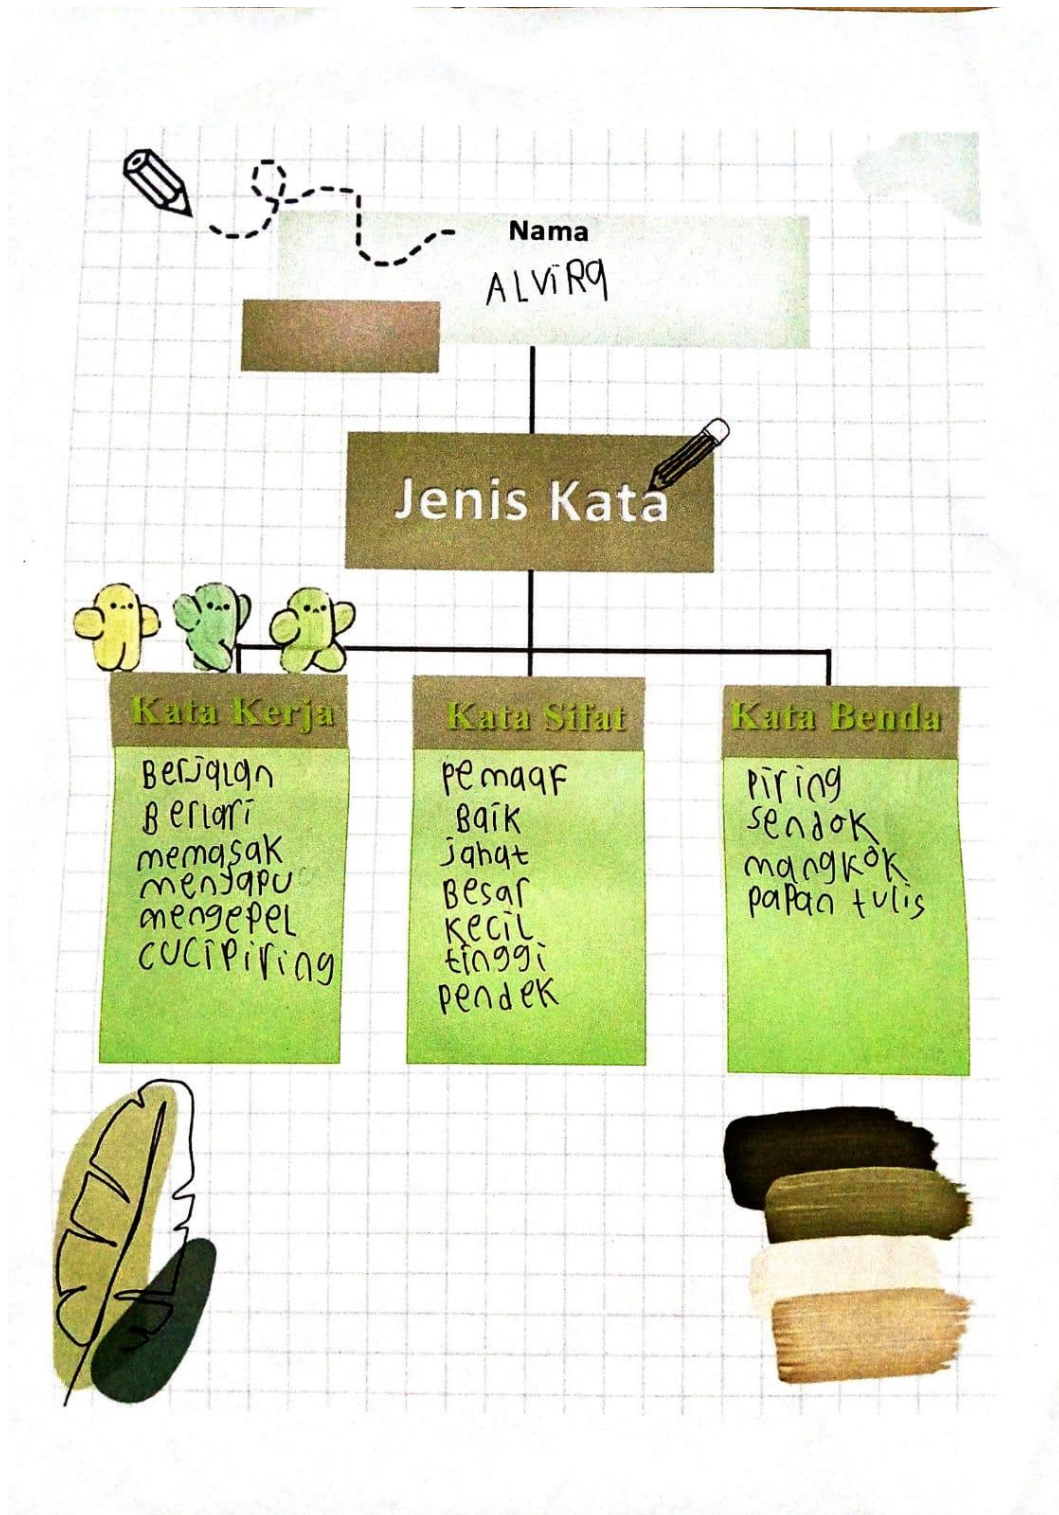 Nama
ALViRa
Jenis Kata
Kata Kerja
Berjalan
Berlari
memasak
menyapu
mengepel
cucipiring
Kata Sifat
pemaaf
Baik
jahat
Besar
Kecil
tinggi
pendek
Kata Benda
piring
sendok
mangkok
papan tulis